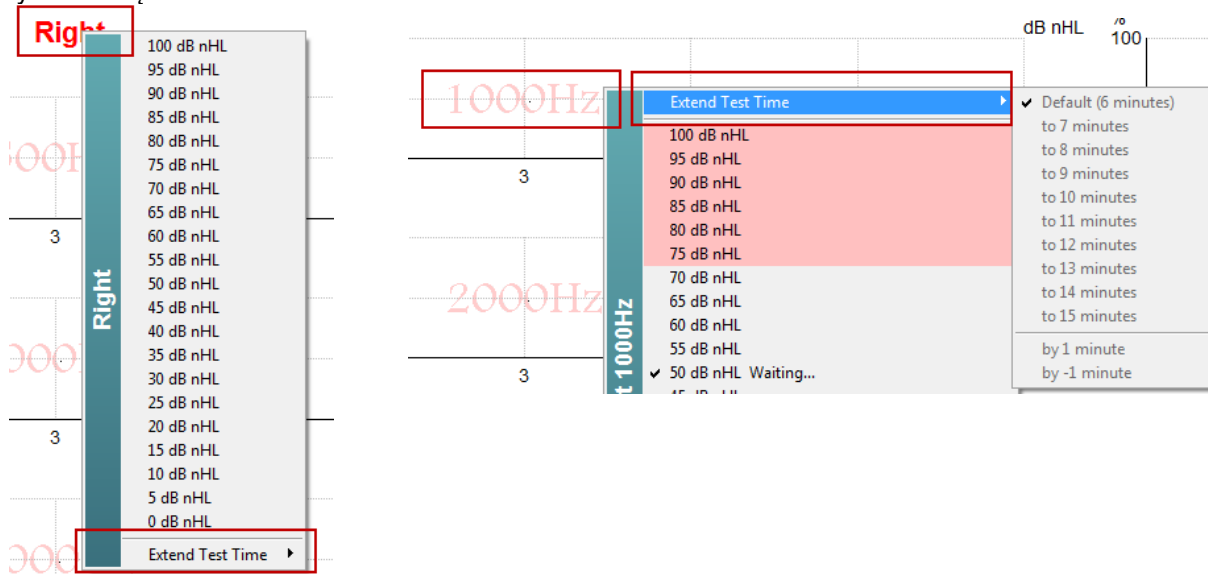 Right
100 dB nHL
95 dB nHL
90 dB nHL
85 dB nHL
80 dB nHL
75 dB nHL
70 dB nHL
65 dB nHL
60 dB nHL
55 dB nHL
50 dB nHL
45 dB nHL
40 dB nHL
35 dB nHL
30 dB nHL
25 dB nHL
20 dB nHL
15 dB nHL
10 dB nHL
5 dB nHL
0 dB nHL
Extend Test Time
Right
3
3
dB nHL
%
100
1000Hz
3
2000Hz
3
Extend Test Time
100 dB nHL
95 dB nHL
90 dB nHL
85 dB nHL
80 dB nHL
75 dB nHL
70 dB nHL
65 dB nHL
60 dB nHL
55 dB nHL
50 dB nHL Waiting...
1000Hz
Default (6 minutes)
to 7 minutes
to 8 minutes
to 9 minutes
to 10 minutes
to 11 minutes
to 12 minutes
to 13 minutes
to 14 minutes
to 15 minutes
by 1 minute
by -1 minute